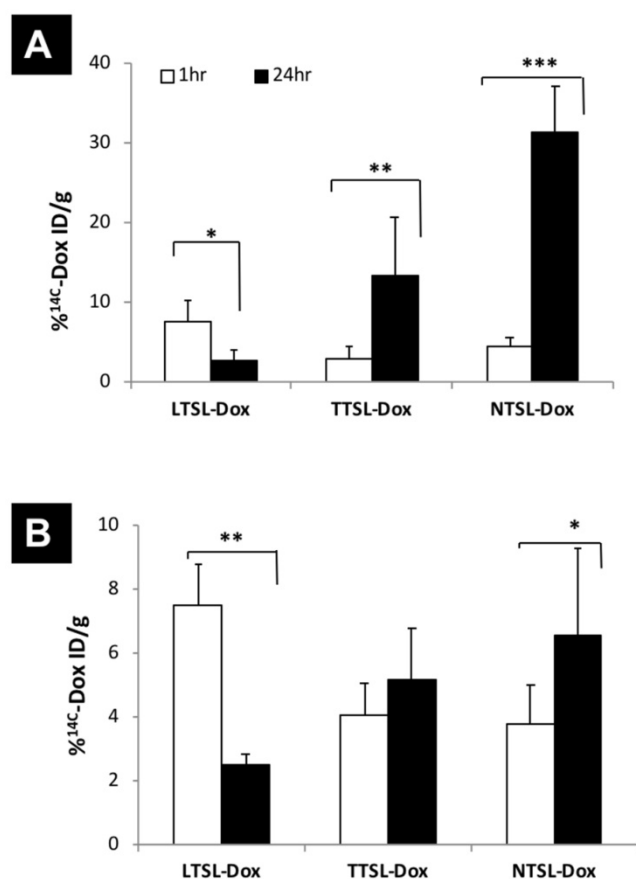 A
40
30
20
10
0
%14C-Dox ID/g
1hr 24hr
*
**
***
LTSL-Dox TTSL-Dox NTSL-Dox
B
10
8
6
4
2
0
%14C-Dox ID/g
**
*
LTSL-Dox TTSL-Dox NTSL-Dox